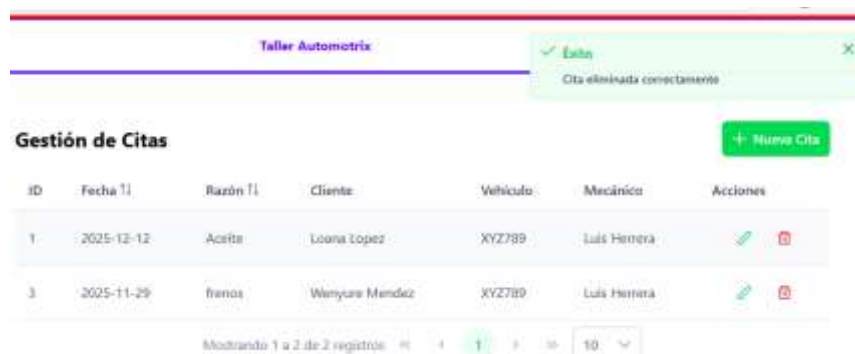 Taller Automotriz
Éxito
Cita eliminada correctamente
Gestión de Citas
+ Nueva Cita
ID Fecha Razón Cliente Vehículo Mecánico Acciones
1 2025-12-12 Aceite Loana Lopez XYZ789 Luis Herrera
3 2025-11-29 frenos Wenyure Mendez XYZ789 Luis Herrera
Mostrando 1 a 2 de 2 registros « ‹ 1 › » 10